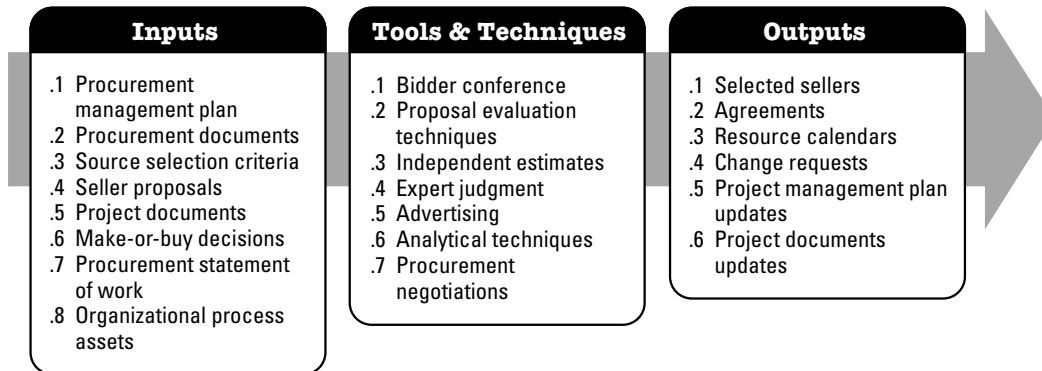 Inputs
.1 Procurement
management plan
.2 Procurement documents
.3 Source selection criteria
.4 Seller proposals
.5 Project documents
.6 Make-or-buy decisions
.7 Procurement statement
of work
.8 Organizational process
assets
Tools & Techniques
.1 Bidder conference
.2 Proposal evaluation
techniques
.3 Independent estimates
.4 Expert judgment
.5 Advertising
.6 Analytical techniques
.7 Procurement
negotiations
Outputs
.1 Selected sellers
.2 Agreements
.3 Resource calendars
.4 Change requests
.5 Project management plan
updates
.6 Project documents
updates